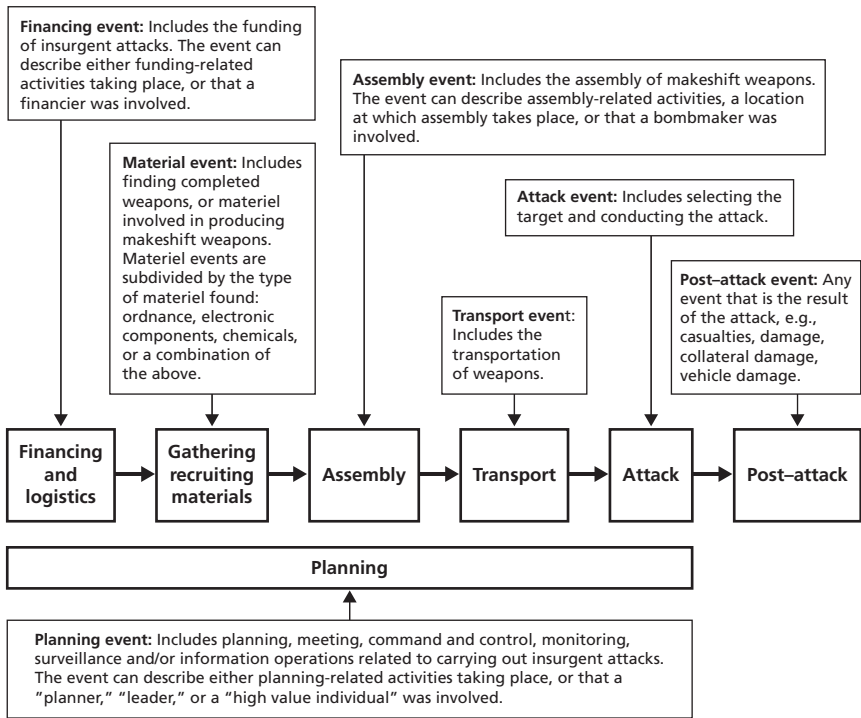 Financing event: Includes the funding
of insurgent attacks. The event can
describe either funding-related
activities taking place, or that a
financier was involved.
Assembly event: Includes the assembly of makeshift weapons.
The event can describe assembly-related activities, a location
at which assembly takes place, or that a bombmaker was
involved.
Material event: Includes
finding completed
weapons, or materiel
involved in producing
makeshift weapons.
Materiel events are
subdivided by the type
of materiel found:
ordnance, electronic
components, chemicals,
or a combination of
the above.
Attack event: Includes selecting the
target and conducting the attack.
Post–attack event: Any
event that is the result
of the attack, e.g.,
casualties, damage,
collateral damage,
vehicle damage.
Transport event:
Includes the
transportation
of weapons.
Financing
and
logistics
Gathering
recruiting
materials
Assembly
Transport
Attack
Post–attack
Planning
Planning event: Includes planning, meeting, command and control, monitoring,
surveillance and/or information operations related to carrying out insurgent attacks.
The event can describe either planning-related activities taking place, or that a
”planner,” “leader,” or a “high value individual” was involved.